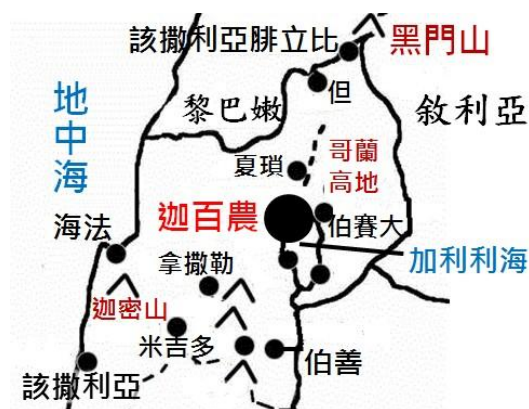 該撒利亞腓立比
黑門山
但
地中海
黎巴嫩
敘利亞
夏瑣
哥蘭
高地
迦百農
伯賽大
海法
加利利海
拿撒勒
迦密山
米吉多
伯善
該撒利亞